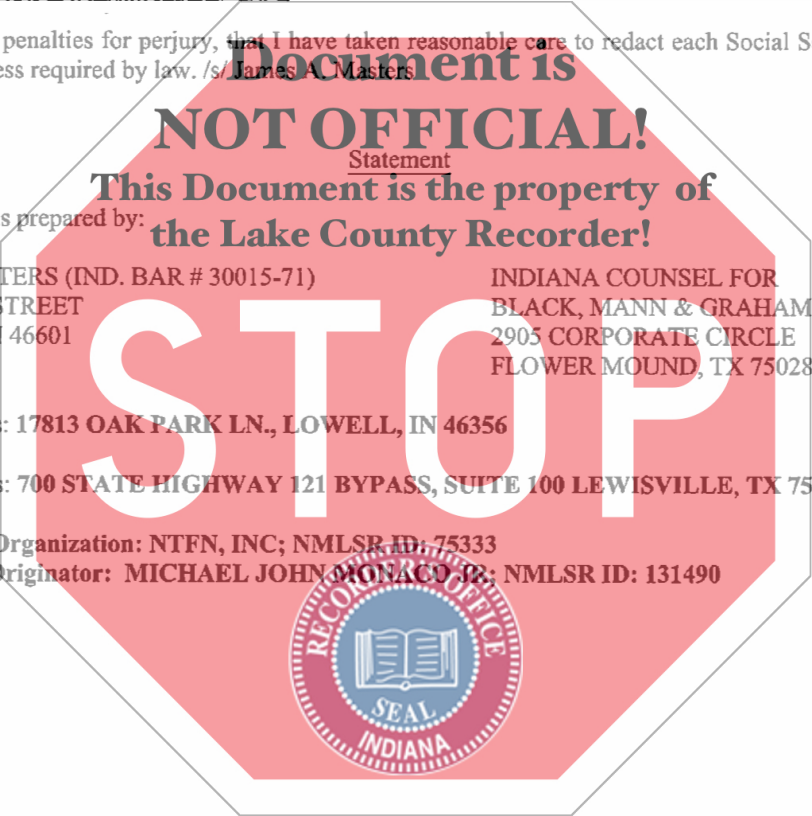 penalties for perjury, that I have taken reasonable care to redact each Social S
ess required by law. /s/ James A. Masters
Document is
NOT OFFICIAL!
Statement
This Document is the property of
s prepared by:
the Lake County Recorder!
TERS (IND. BAR # 30015-71) INDIANA COUNSEL FOR
STREET BLACK, MANN & GRAHAM
46601 2905 CORPORATE CIRCLE
FLOWER MOUND, TX 75028
STOP
s: 17813 OAK PARK LN., LOWELL, IN 46356
s: 700 STATE HIGHWAY 121 BYPASS, SUITE 100 LEWISVILLE, TX 75
Organization: NTFN, INC; NMLSR ID: 75333
Originator: MICHAEL JOHN MONACO JR.; NMLSR ID: 131490
RECORDER'S OFFICE
SEAL
INDIANA